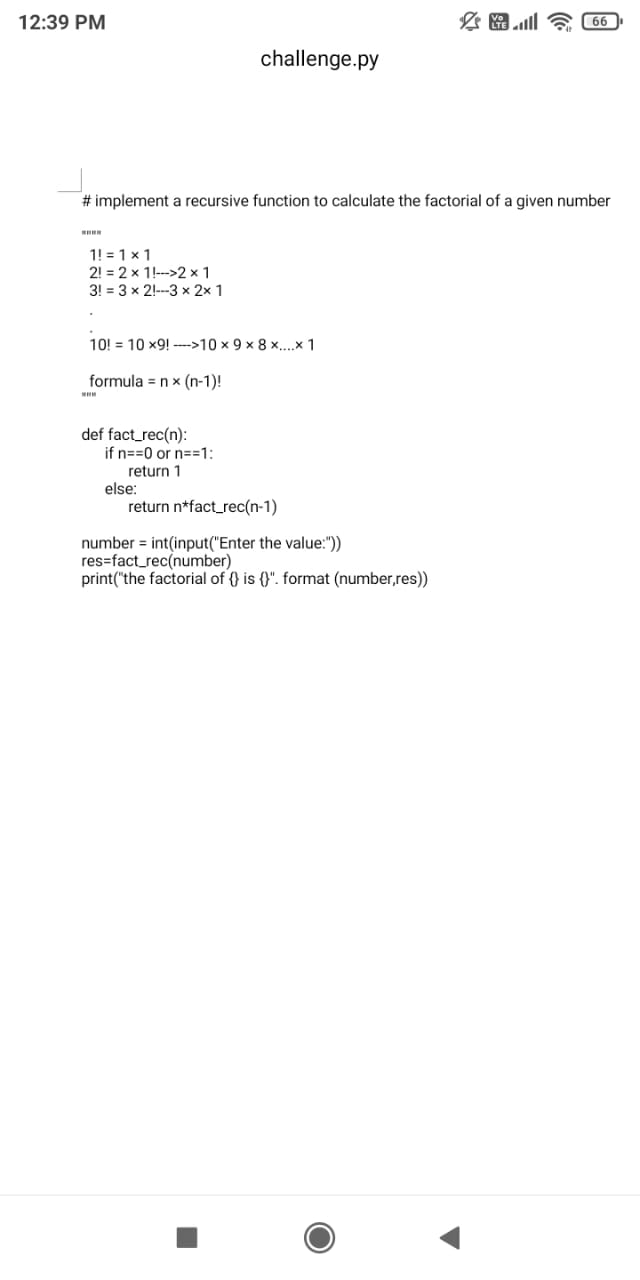 12:39 PM
Vo LTE
66
challenge.py
# implement a recursive function to calculate the factorial of a given number
""""
1! = 1 × 1
2! = 2 × 1!--->2 × 1
3! = 3 × 2!---3 × 2× 1
.
.
10! = 10 ×9! ---->10 × 9 × 8 ×....× 1
formula = n × (n-1)!
"""
def fact_rec(n):
if n==0 or n==1:
return 1
else:
return n*fact_rec(n-1)
number = int(input("Enter the value:"))
res=fact_rec(number)
print("the factorial of {} is {}". format (number,res))